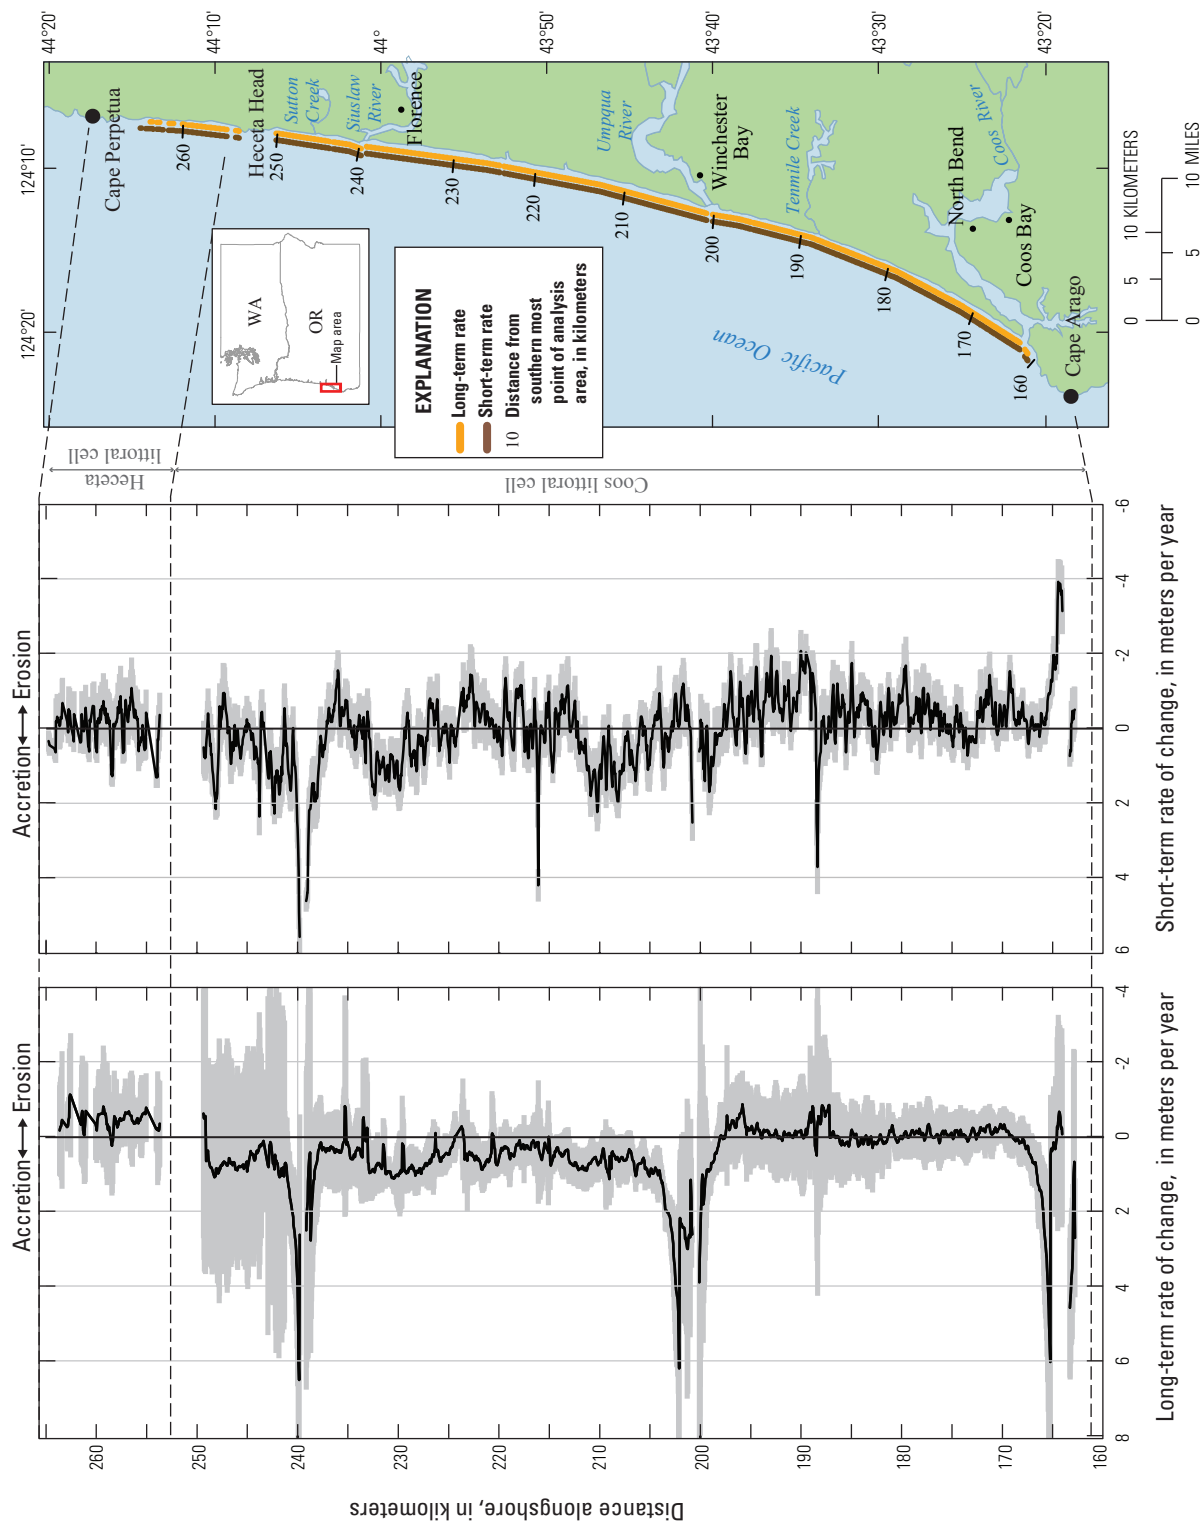 44°20'
44°10'
44°
43°50'
43°40'
43°30'
43°20'
124°10'
124°20'
Cape Perpetua
260
Heceta Head
250
Sutton
Creek
240
Siuslaw
River
Florence
230
220
210
Umpqua
River
Winchester
Bay
200
Tenmile Creek
190
180
170
160
North Bend
Coos Bay
Coos River
Cape Arago
Pacific Ocean
WA
OR
Map area
EXPLANATION
Long-term rate
Short-term rate
10 Distance from
southern most
point of analysis
area, in kilometers
0 5 10 KILOMETERS
0 5 10 MILES
Heceta
littoral cell
Coos littoral cell
Accretion Erosion
-6
-4
-2
0
2
4
6
Short-term rate of change, in meters per year
Accretion Erosion
-4
-2
0
2
4
6
8
Long-term rate of change, in meters per year
260
250
240
230
220
210
200
190
180
170
160
Distance alongshore, in kilometers